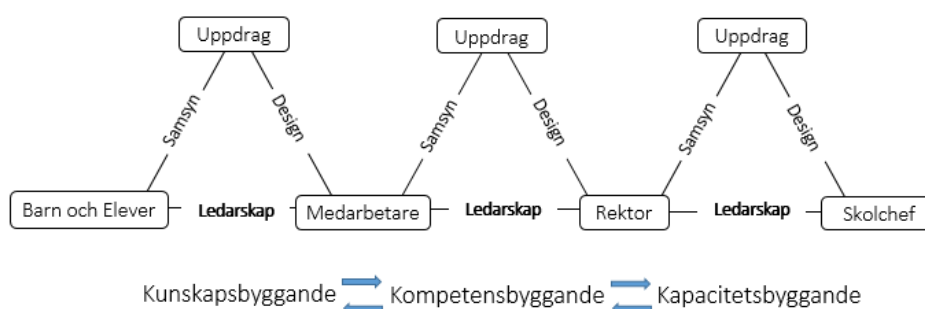 Uppdrag Uppdrag Uppdrag
Samsyn Design Samsyn Design Samsyn Design
Barn och Elever Ledarskap Medarbetare Ledarskap Rektor Ledarskap Skolchef
Kunskapsbyggande Kompetensbyggande Kapacitetsbyggande